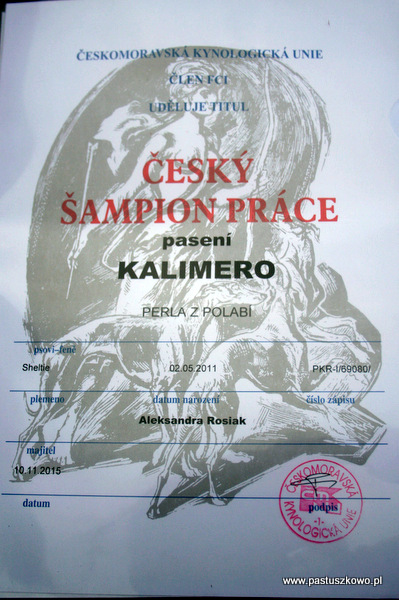 ČESKOMORAVSKÁ KYNOLOGICKÁ UNIE
ČLEN FCI
UDĚLUJE TITUL
ČESKÝ
ŠAMPION PRÁCE
pasení
KALIMERO
PERLA Z POLABÍ
psovi-feně
Sheltie 02.05.2011 PKR-I/69080/
plemeno datum narození číslo zápisu
Aleksandra Rosiak
majitel
10.11.2015
datum podpis
ČESKOMORAVSKÁ
KYNOLOGICKÁ UNIE
-1-
www.pastuszkowo.pl